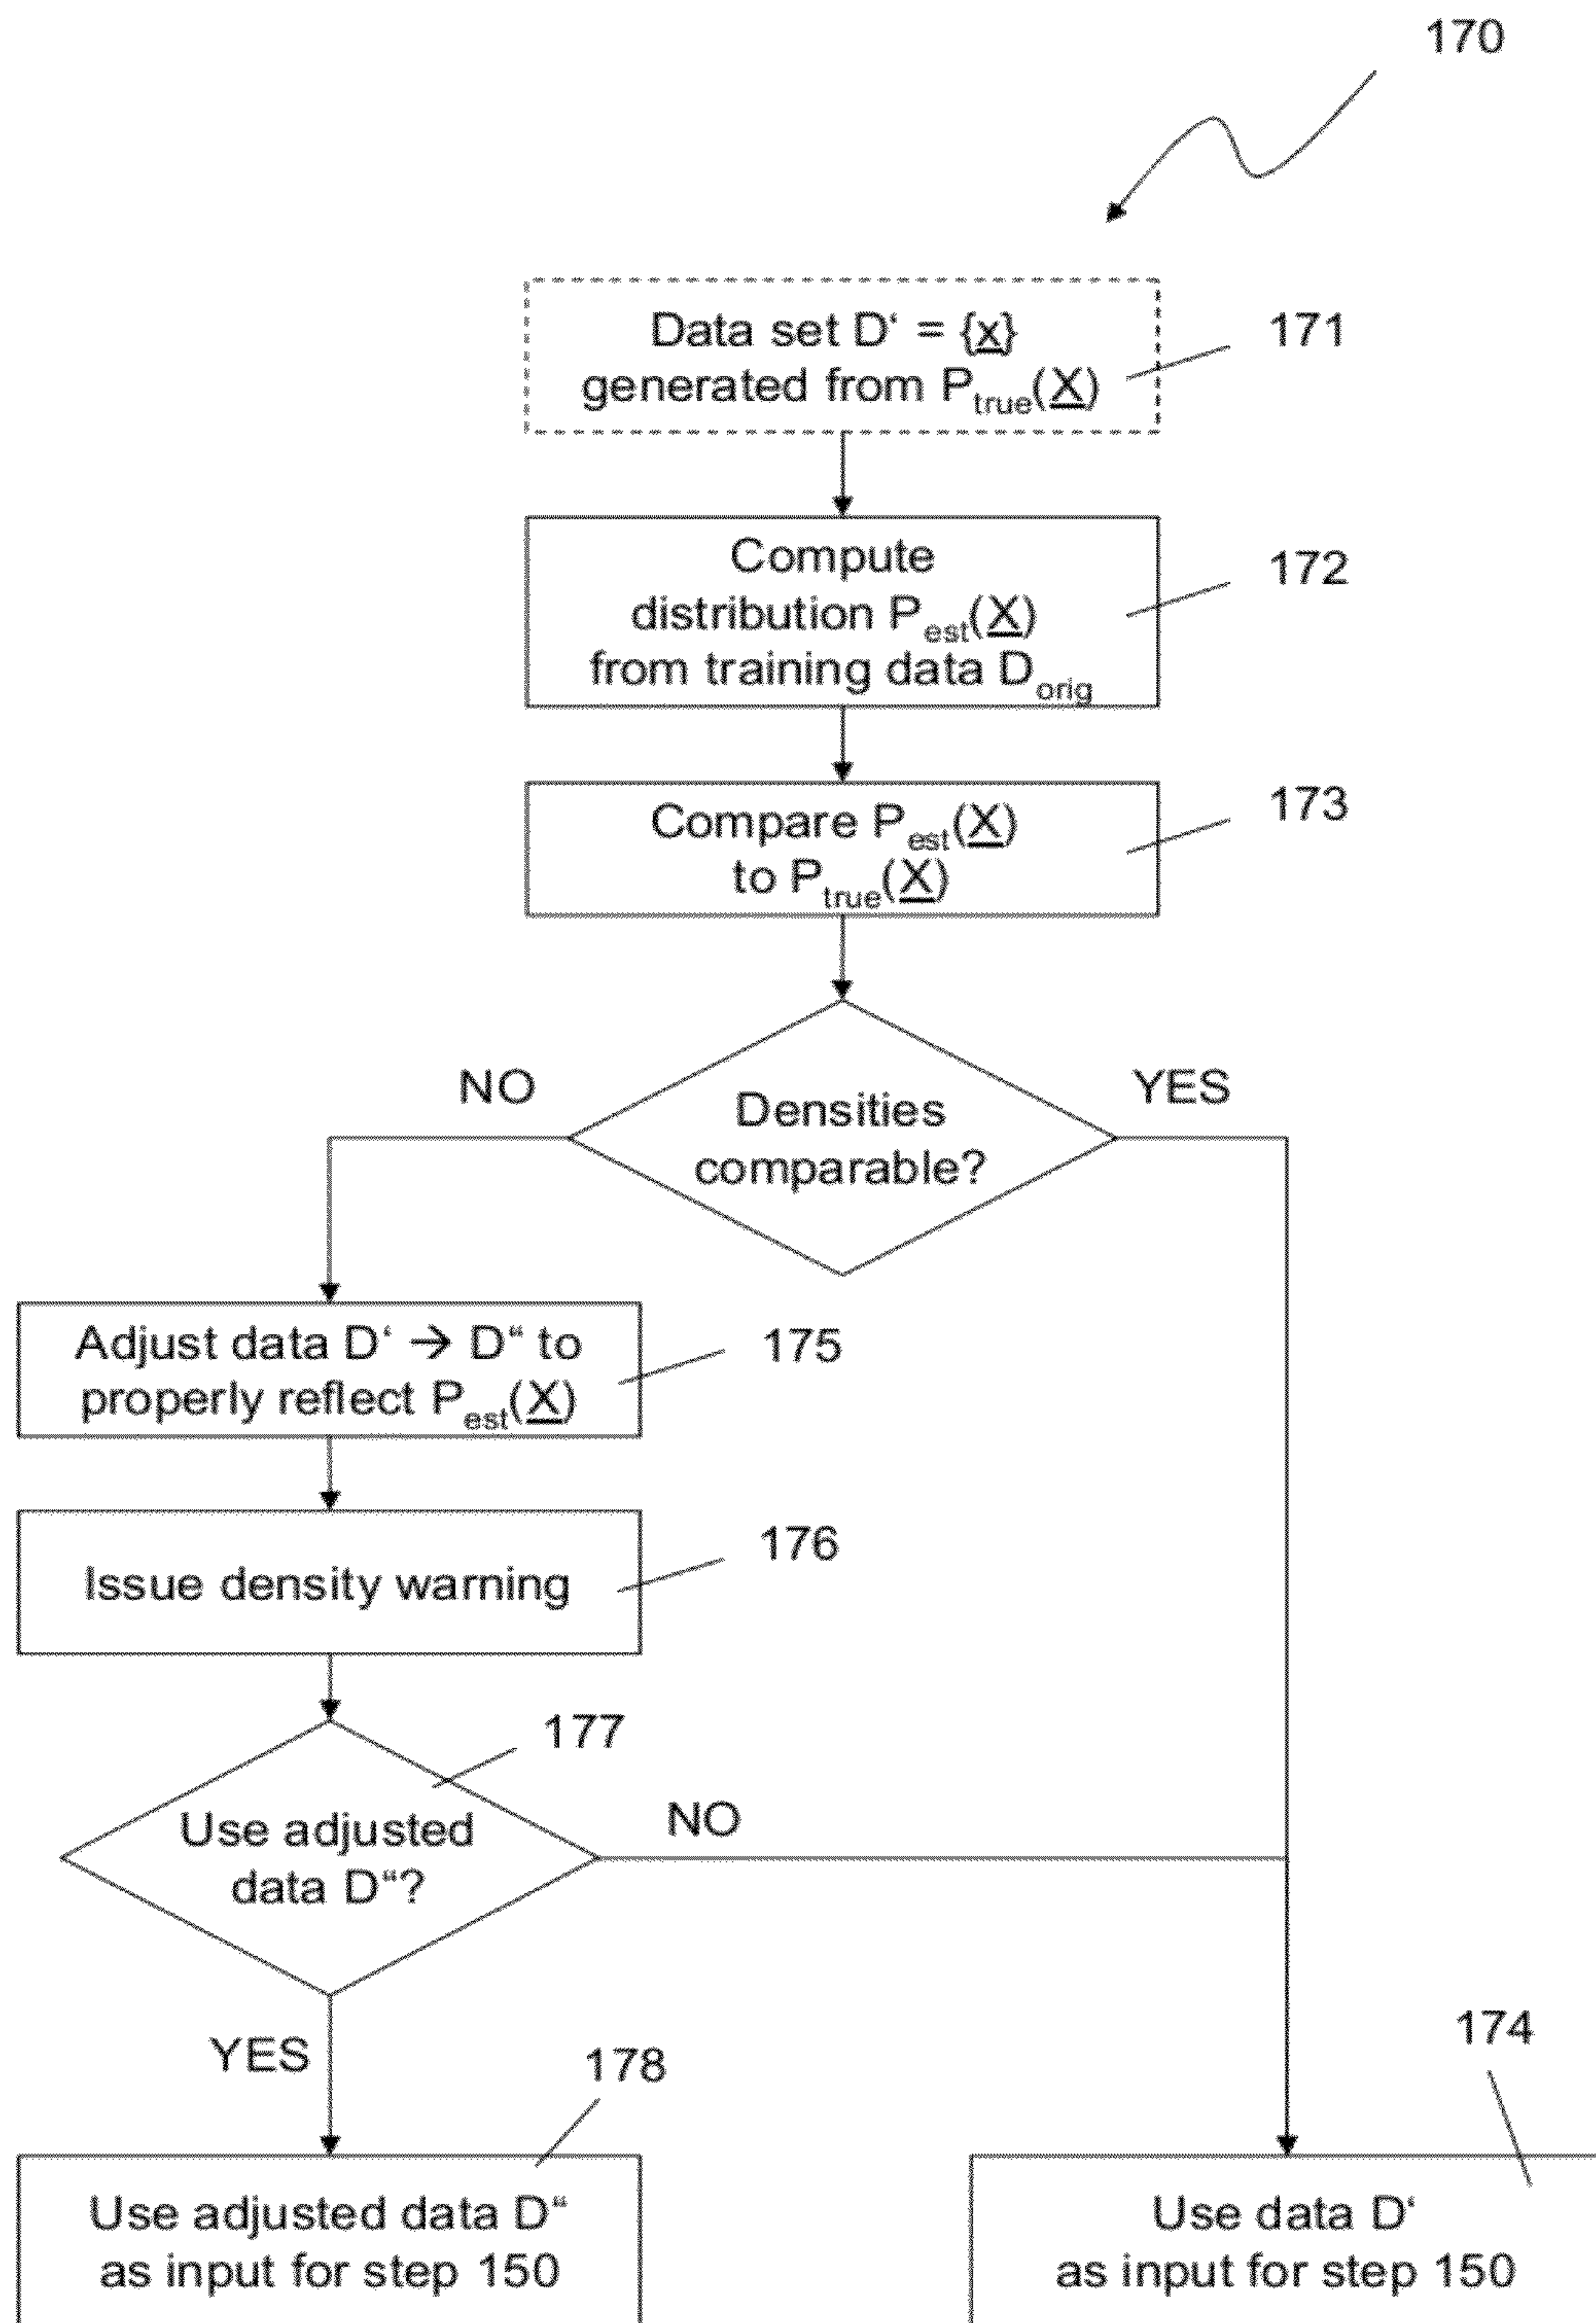 170
Data set D‘ = {x}
generated from Ptrue(X)
171
Compute
distribution Pest(X)
from training data Dorig
172
Compare Pest(X)
to Ptrue(X)
173
NO
YES
Densities
comparable?
Adjust data D‘ → D“ to
properly reflect Pest(X)
175
Issue density warning
176
177
Use adjusted
data D“?
NO
YES
178
174
Use adjusted data D“
as input for step 150
Use data D‘
as input for step 150